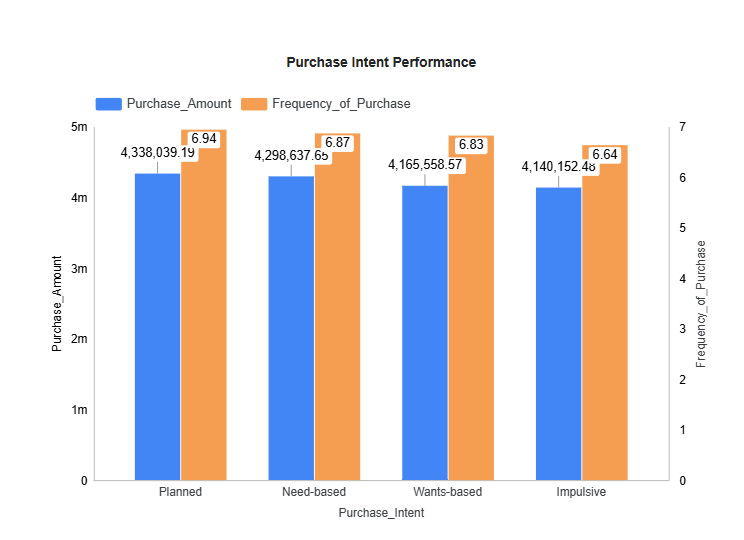 Purchase Intent Performance
Purchase_Amount Frequency_of_Purchase
5m 7
4,338,039.19 6.94 4,298,637.65 6.87 4,165,558.57 6.83 4,140,152.48 6.64
4m 6
5
3m 4
Purchase_Amount
Frequency_of_Purchase
2m 3
2
1m 1
0 0
Planned Need-based Wants-based Impulsive
Purchase_Intent